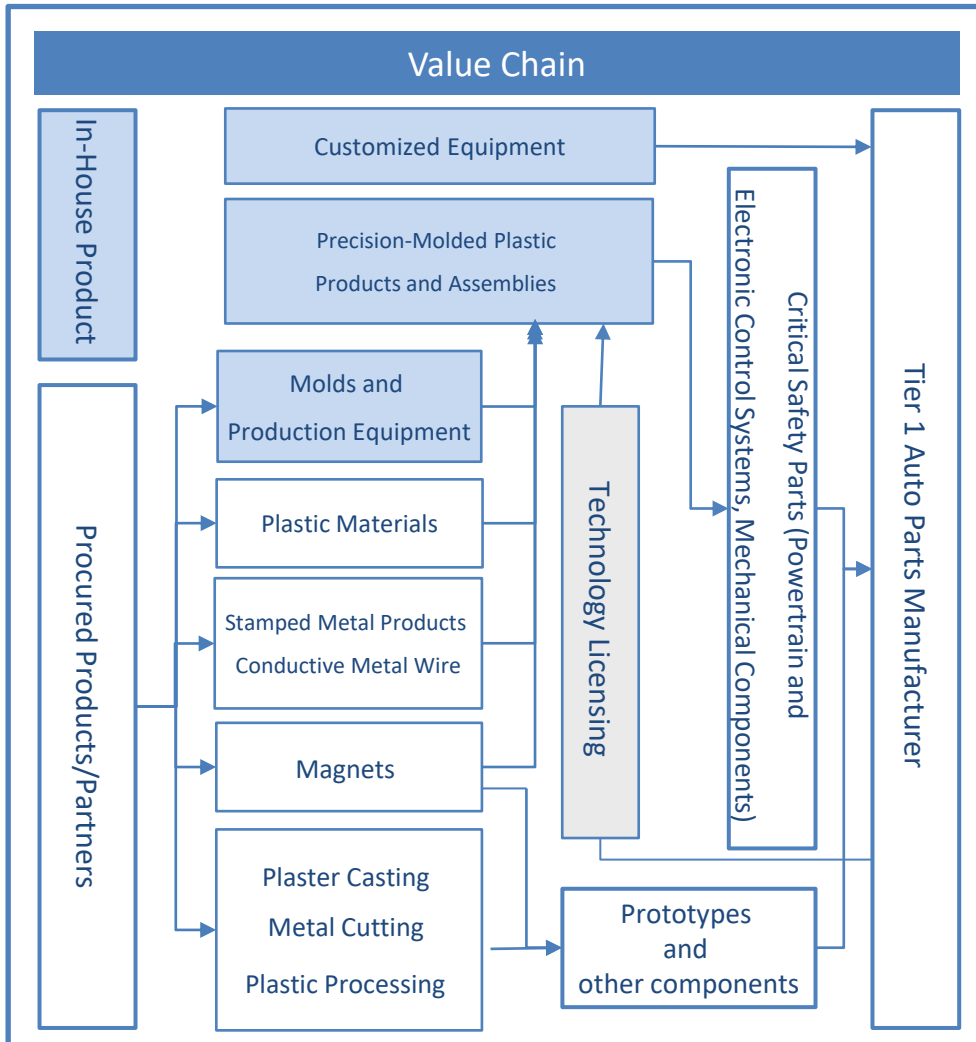 Value Chain
In-House Product
Customized Equipment
Precision-Molded Plastic
Products and Assemblies
Molds and
Production Equipment
Procured Products/Partners
Plastic Materials
Stamped Metal Products
Conductive Metal Wire
Magnets
Plaster Casting
Metal Cutting
Plastic Processing
Technology Licensing
Critical Safety Parts (Powertrain and
Electronic Control Systems, Mechanical Components)
Prototypes
and
other components
Tier 1 Auto Parts Manufacturer